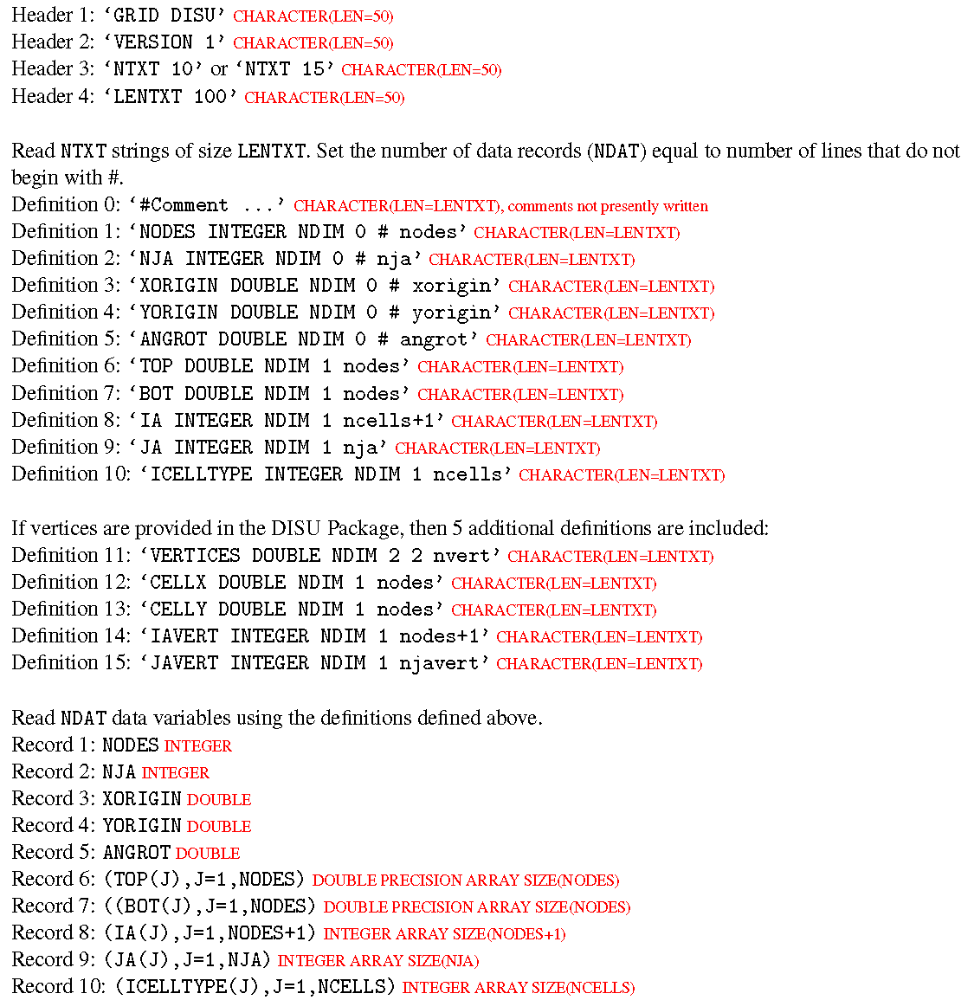 Header 1: ‘GRID DISU’ CHARACTER(LEN=50)
Header 2: ‘VERSION 1’ CHARACTER(LEN=50)
Header 3: ‘NTXT 10’ or ‘NTXT 15’ CHARACTER(LEN=50)
Header 4: ‘LENTXT 100’ CHARACTER(LEN=50)
Read NTXT strings of size LENTXT. Set the number of data records (NDAT) equal to number of lines that do not
begin with #.
Definition 0: ‘#Comment ...’ CHARACTER(LEN=LENTXT), comments not presently written
Definition 1: ‘NODES INTEGER NDIM 0 # nodes’ CHARACTER(LEN=LENTXT)
Definition 2: ‘NJA INTEGER NDIM 0 # nja’ CHARACTER(LEN=LENTXT)
Definition 3: ‘XORIGIN DOUBLE NDIM 0 # xorigin’ CHARACTER(LEN=LENTXT)
Definition 4: ‘YORIGIN DOUBLE NDIM 0 # yorigin’ CHARACTER(LEN=LENTXT)
Definition 5: ‘ANGROT DOUBLE NDIM 0 # angrot’ CHARACTER(LEN=LENTXT)
Definition 6: ‘TOP DOUBLE NDIM 1 nodes’ CHARACTER(LEN=LENTXT)
Definition 7: ‘BOT DOUBLE NDIM 1 nodes’ CHARACTER(LEN=LENTXT)
Definition 8: ‘IA INTEGER NDIM 1 ncells+1’ CHARACTER(LEN=LENTXT)
Definition 9: ‘JA INTEGER NDIM 1 nja’ CHARACTER(LEN=LENTXT)
Definition 10: ‘ICELLTYPE INTEGER NDIM 1 ncells’ CHARACTER(LEN=LENTXT)
If vertices are provided in the DISU Package, then 5 additional definitions are included:
Definition 11: ‘VERTICES DOUBLE NDIM 2 2 nvert’ CHARACTER(LEN=LENTXT)
Definition 12: ‘CELLX DOUBLE NDIM 1 nodes’ CHARACTER(LEN=LENTXT)
Definition 13: ‘CELLY DOUBLE NDIM 1 nodes’ CHARACTER(LEN=LENTXT)
Definition 14: ‘IAVERT INTEGER NDIM 1 nodes+1’ CHARACTER(LEN=LENTXT)
Definition 15: ‘JAVERT INTEGER NDIM 1 njavert’ CHARACTER(LEN=LENTXT)
Read NDAT data variables using the definitions defined above.
Record 1: NODES INTEGER
Record 2: NJA INTEGER
Record 3: XORIGIN DOUBLE
Record 4: YORIGIN DOUBLE
Record 5: ANGROT DOUBLE
Record 6: (TOP(J),J=1,NODES) DOUBLE PRECISION ARRAY SIZE(NODES)
Record 7: ((BOT(J),J=1,NODES) DOUBLE PRECISION ARRAY SIZE(NODES)
Record 8: (IA(J),J=1,NODES+1) INTEGER ARRAY SIZE(NODES+1)
Record 9: (JA(J),J=1,NJA) INTEGER ARRAY SIZE(NJA)
Record 10: (ICELLTYPE(J),J=1,NCELLS) INTEGER ARRAY SIZE(NCELLS)